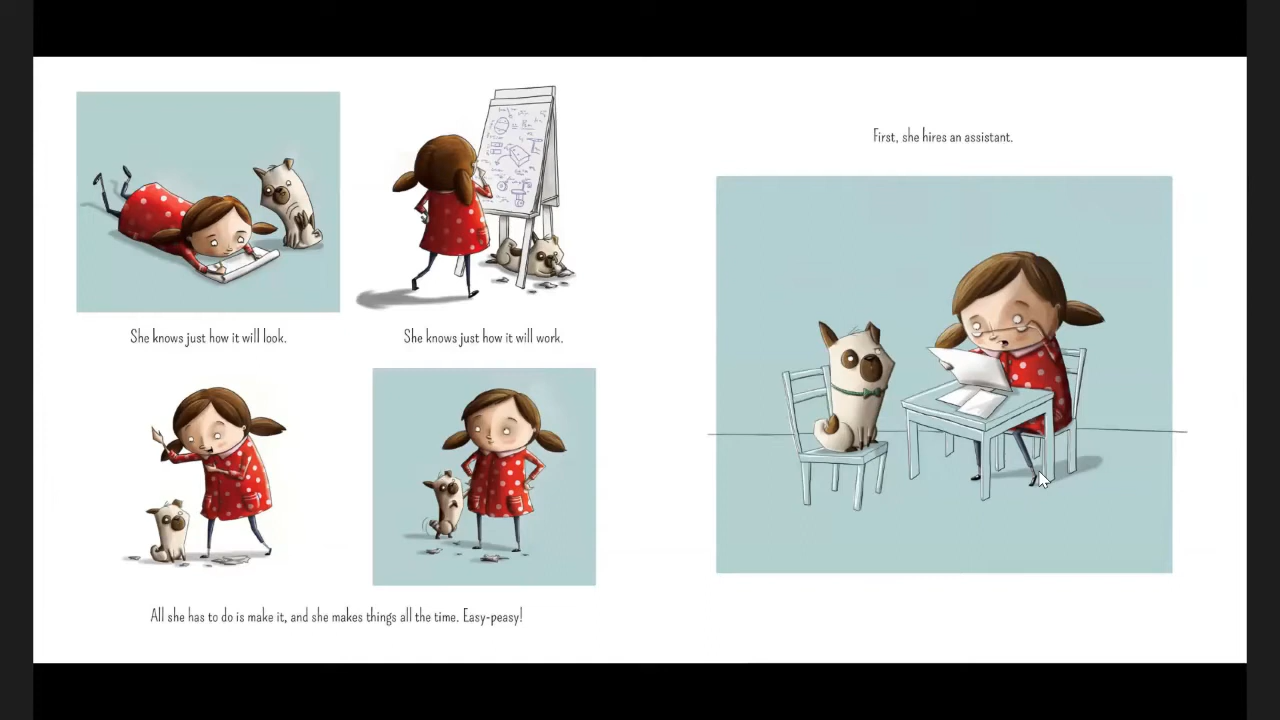 She knows just how it will look.
She knows just how it will work.
All she has to do is make it, and she makes things all the time. Easy-peasy!
First, she hires an assistant.